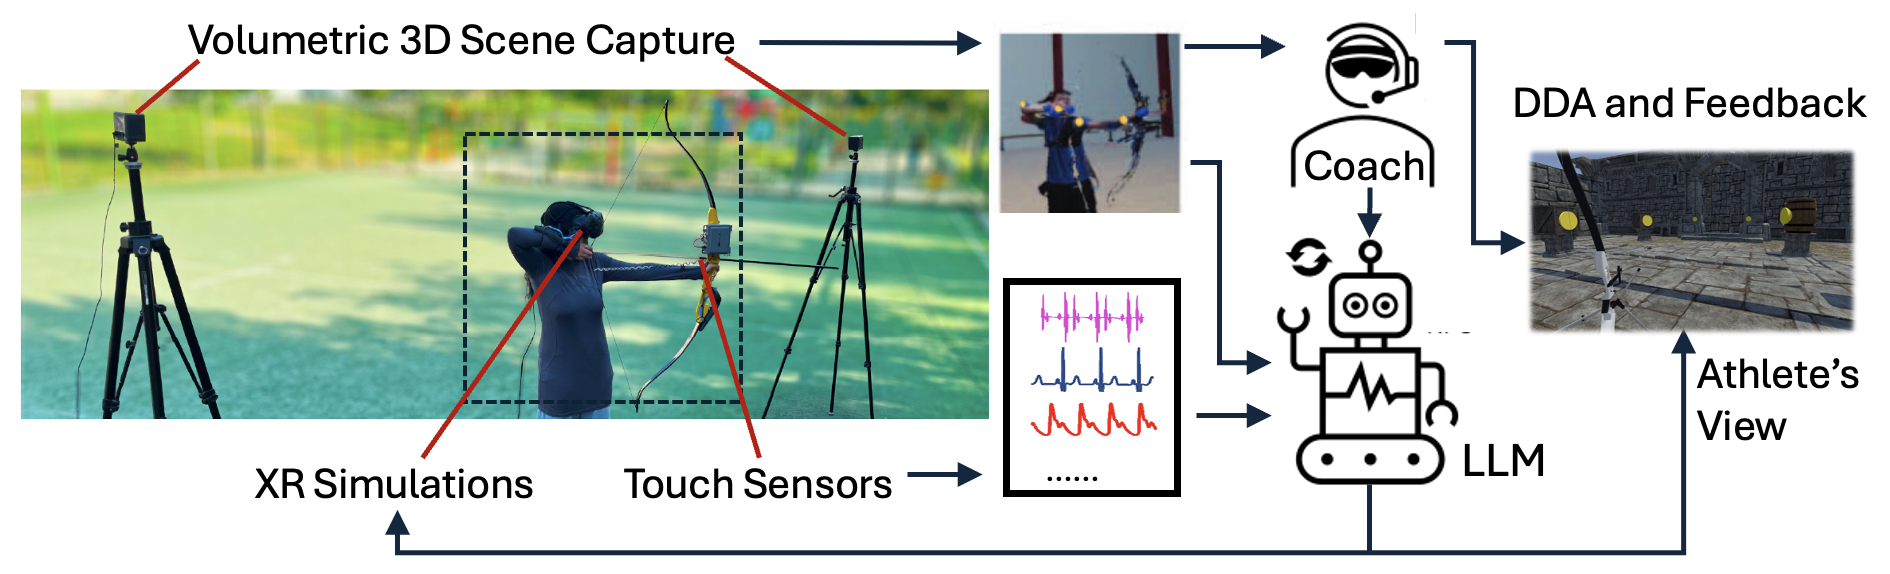 Volumetric 3D Scene Capture
DDA and Feedback
Coach
Athlete's
View
LLM
XR Simulations
Touch Sensors
......